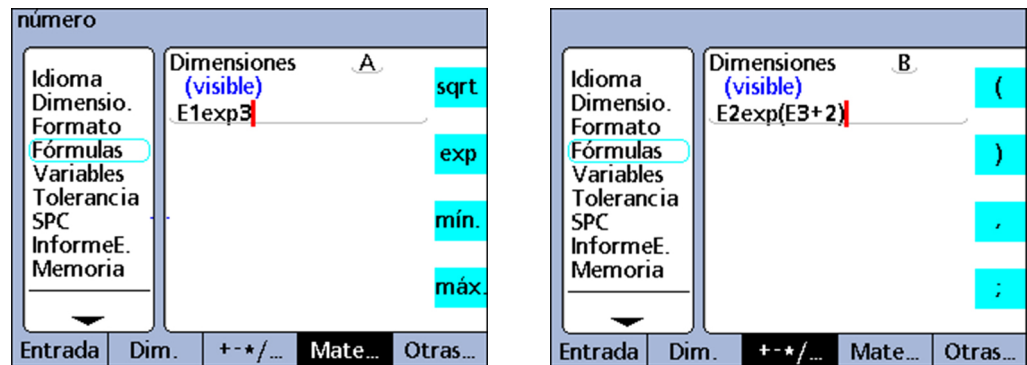 número
Idioma
Dimensio.
Formato
Fórmulas
Variables
Tolerancia
SPC
InformeE.
Memoria
Dimensiones A
(visible)
E1exp3
sqrt
exp
mín.
máx.
Entrada Dim. +-*/... Mate... Otras...
Idioma
Dimensio.
Formato
Fórmulas
Variables
Tolerancia
SPC
InformeE.
Memoria
Dimensiones B
(visible)
E2exp(E3+2)
(
)
,
;
Entrada Dim. +-*/... Mate... Otras...